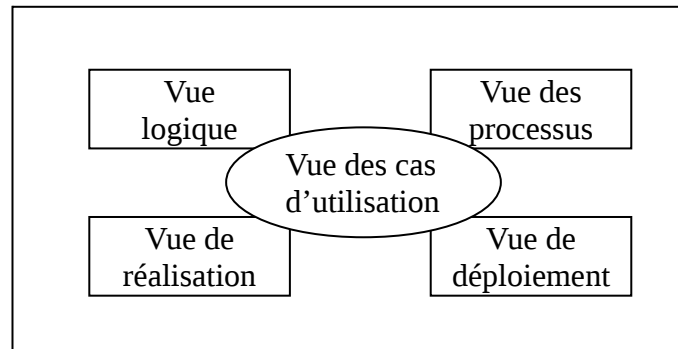 Vue
logique
Vue des
processus
Vue des cas
d’utilisation
Vue de
réalisation
Vue de
déploiement